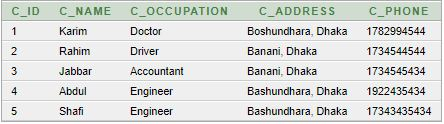 C_ID C_NAME C_OCCUPATION C_ADDRESS C_PHONE
1 Karim Doctor Boshundhara, Dhaka 1782994544
2 Rahim Driver Banani, Dhaka 1734544544
3 Jabbar Accountant Banani, Dhaka 1734545434
4 Abdul Engineer Bashundhara, Dhaka 1922435434
5 Shafi Engineer Bashundhara, Dhaka 17343435434